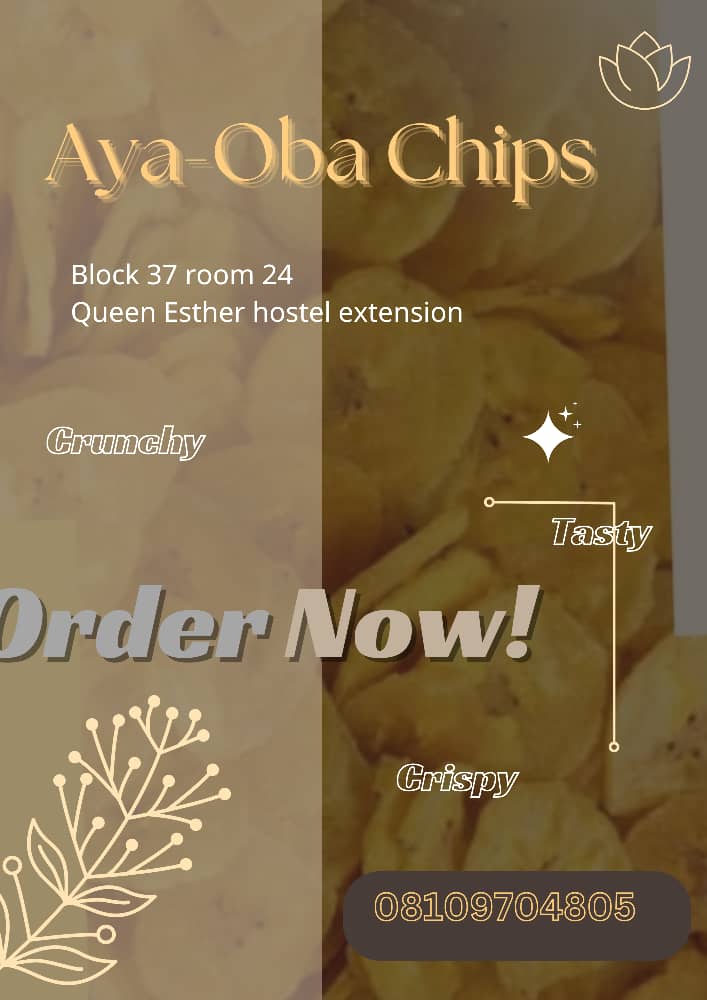 Aya-Oba Chips
Block 37 room 24
Queen Esther hostel extension
Crunchy
Tasty
Order Now!
Crispy
08109704805